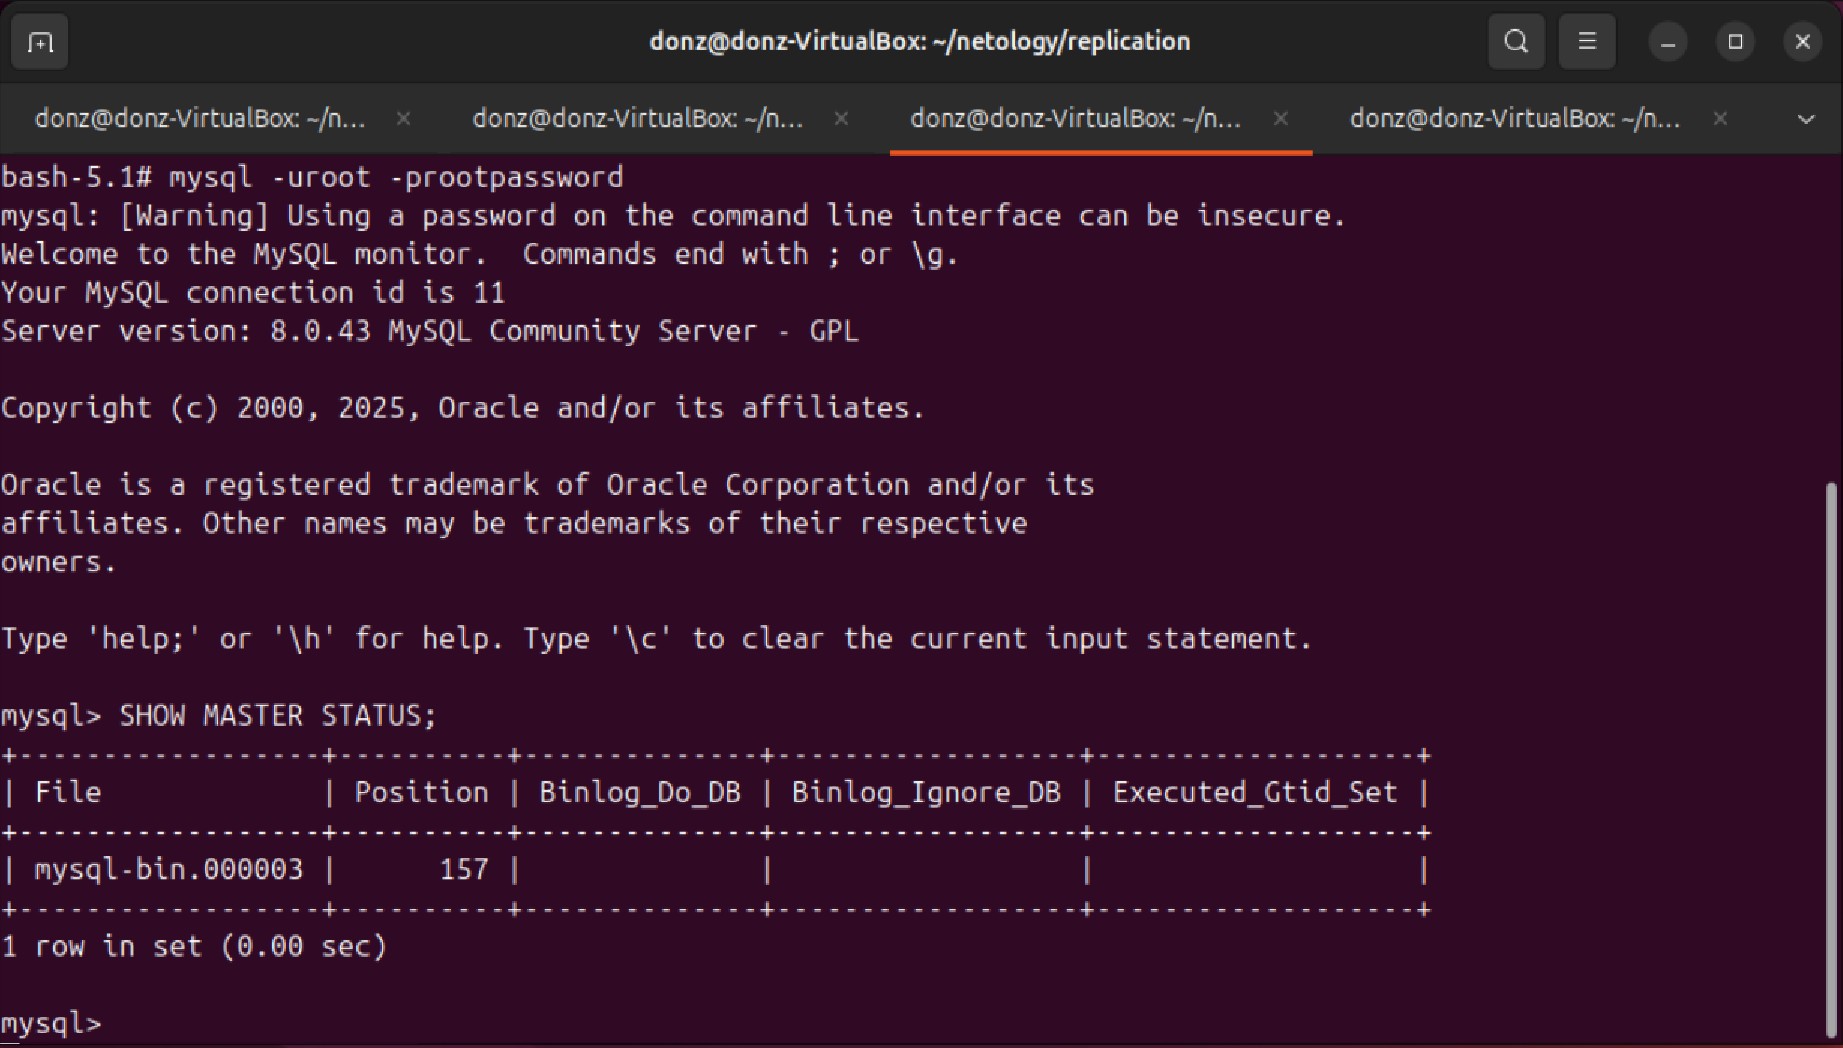 donz@donz-VirtualBox: ~/netology/replication
donz@donz-VirtualBox: ~/n... donz@donz-VirtualBox: ~/n... donz@donz-VirtualBox: ~/n... donz@donz-VirtualBox: ~/n...
bash-5.1# mysql -uroot -prootpassword
mysql: [Warning] Using a password on the command line interface can be insecure.
Welcome to the MySQL monitor.  Commands end with ; or \g.
Your MySQL connection id is 11
Server version: 8.0.43 MySQL Community Server - GPL

Copyright (c) 2000, 2025, Oracle and/or its affiliates.

Oracle is a registered trademark of Oracle Corporation and/or its
affiliates. Other names may be trademarks of their respective
owners.

Type 'help;' or '\h' for help. Type '\c' to clear the current input statement.

mysql> SHOW MASTER STATUS;
+------------------+----------+--------------+------------------+-------------------+
| File             | Position | Binlog_Do_DB | Binlog_Ignore_DB | Executed_Gtid_Set |
+------------------+----------+--------------+------------------+-------------------+
| mysql-bin.000003 |      157 |              |                  |                   |
+------------------+----------+--------------+------------------+-------------------+
1 row in set (0.00 sec)

mysql>